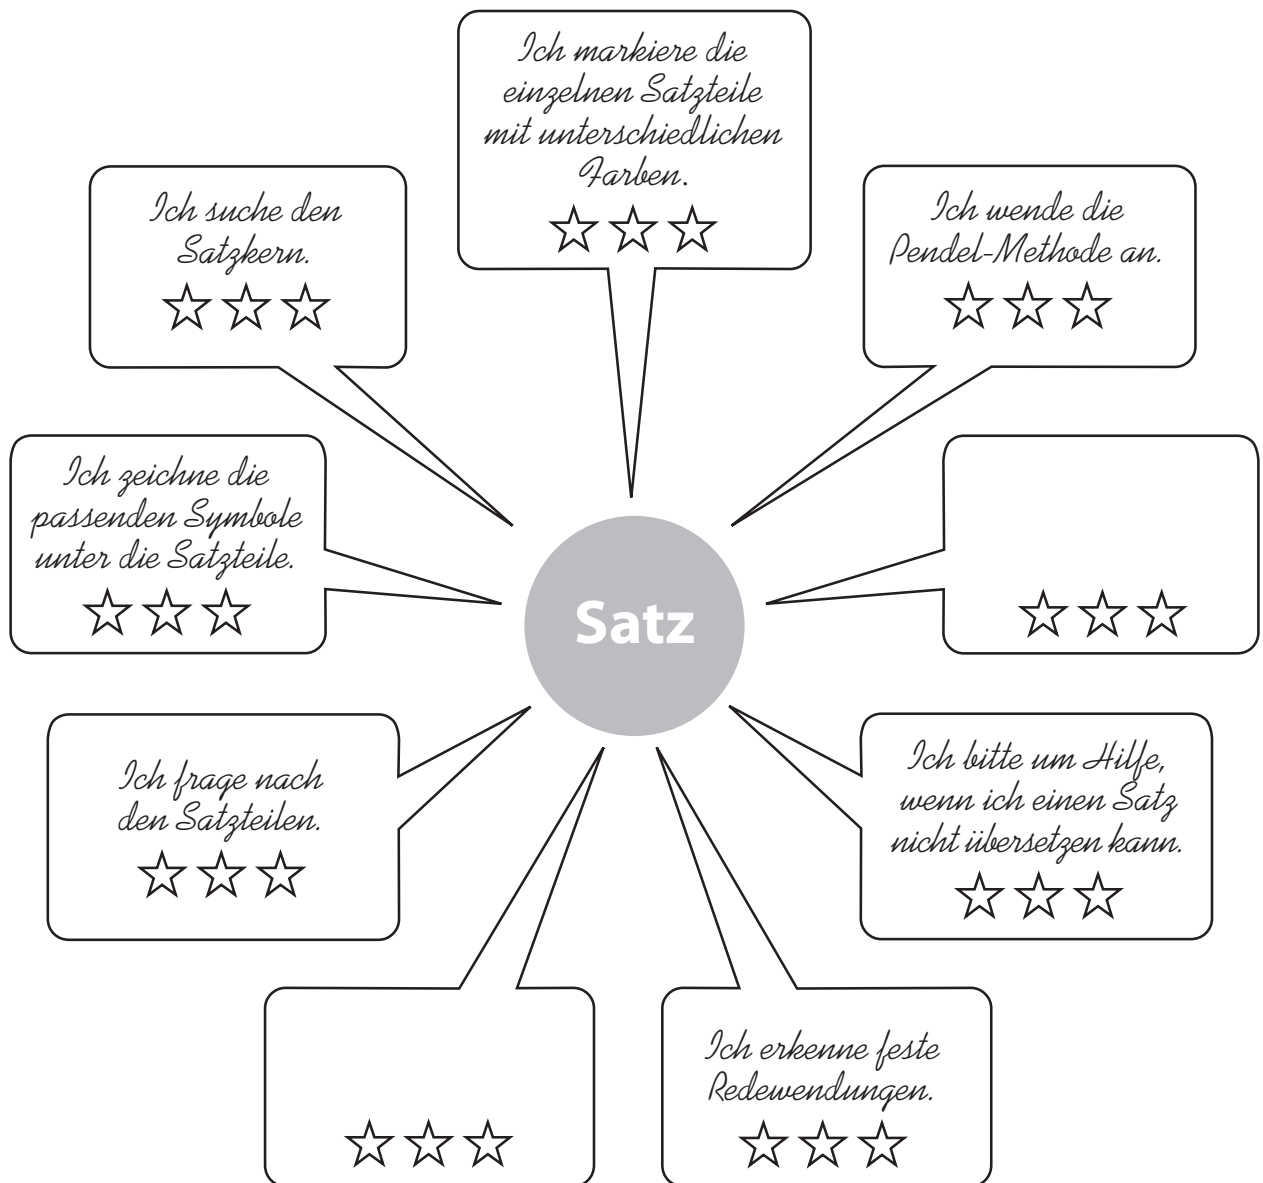 Ich markiere die
einzelnen Satzteile
mit unterschiedlichen
Farben.
Ich suche den
Satzkern.
Ich wende die
Pendel-Methode an.
Ich zeichne die
passenden Symbole
unter die Satzteile.
Satz
Ich frage nach
den Satzteilen.
Ich bitte um Hilfe,
wenn ich einen Satz
nicht übersetzen kann.
Ich erkenne feste
Redewendungen.